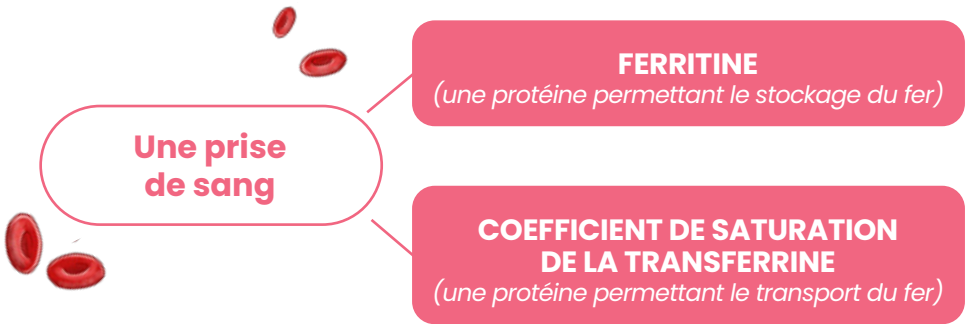 Une prise
de sang
FERRITINE
(une protéine permettant le stockage du fer)
COEFFICIENT DE SATURATION
DE LA TRANSFERRINE
(une protéine permettant le transport du fer)